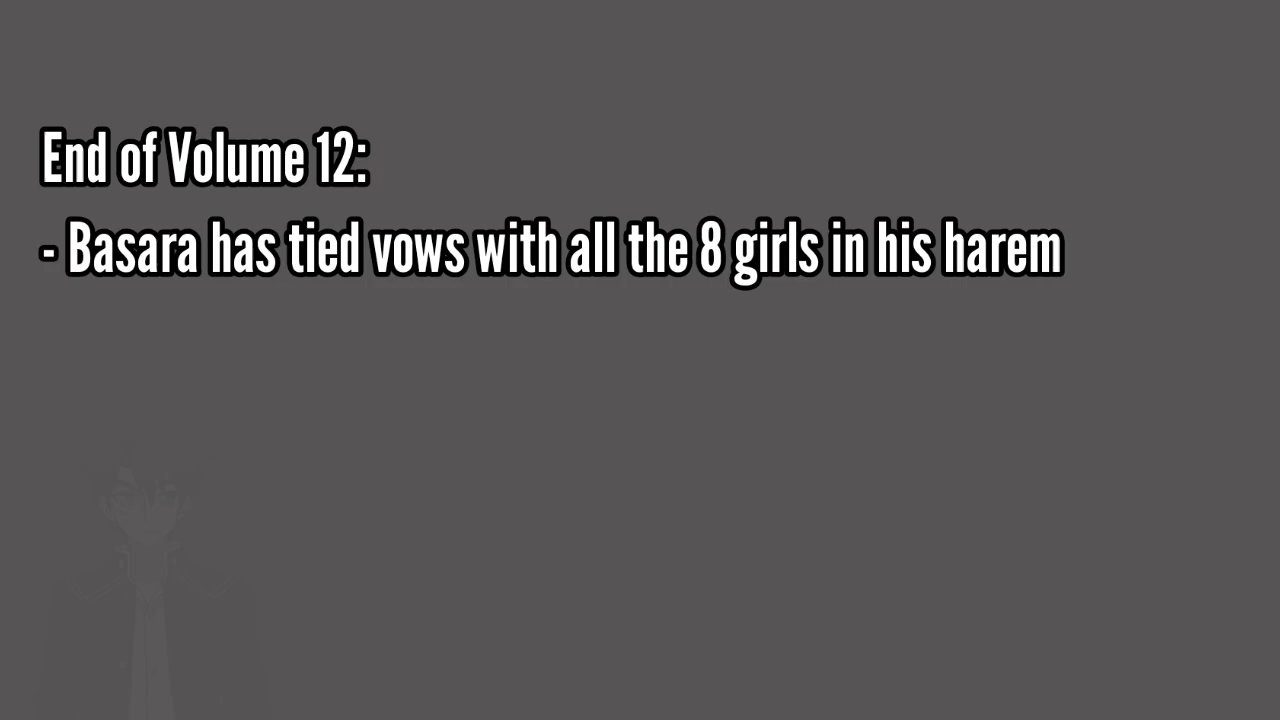 End of Volume 12:
- Basara has tied vows with all the 8 girls in his harem